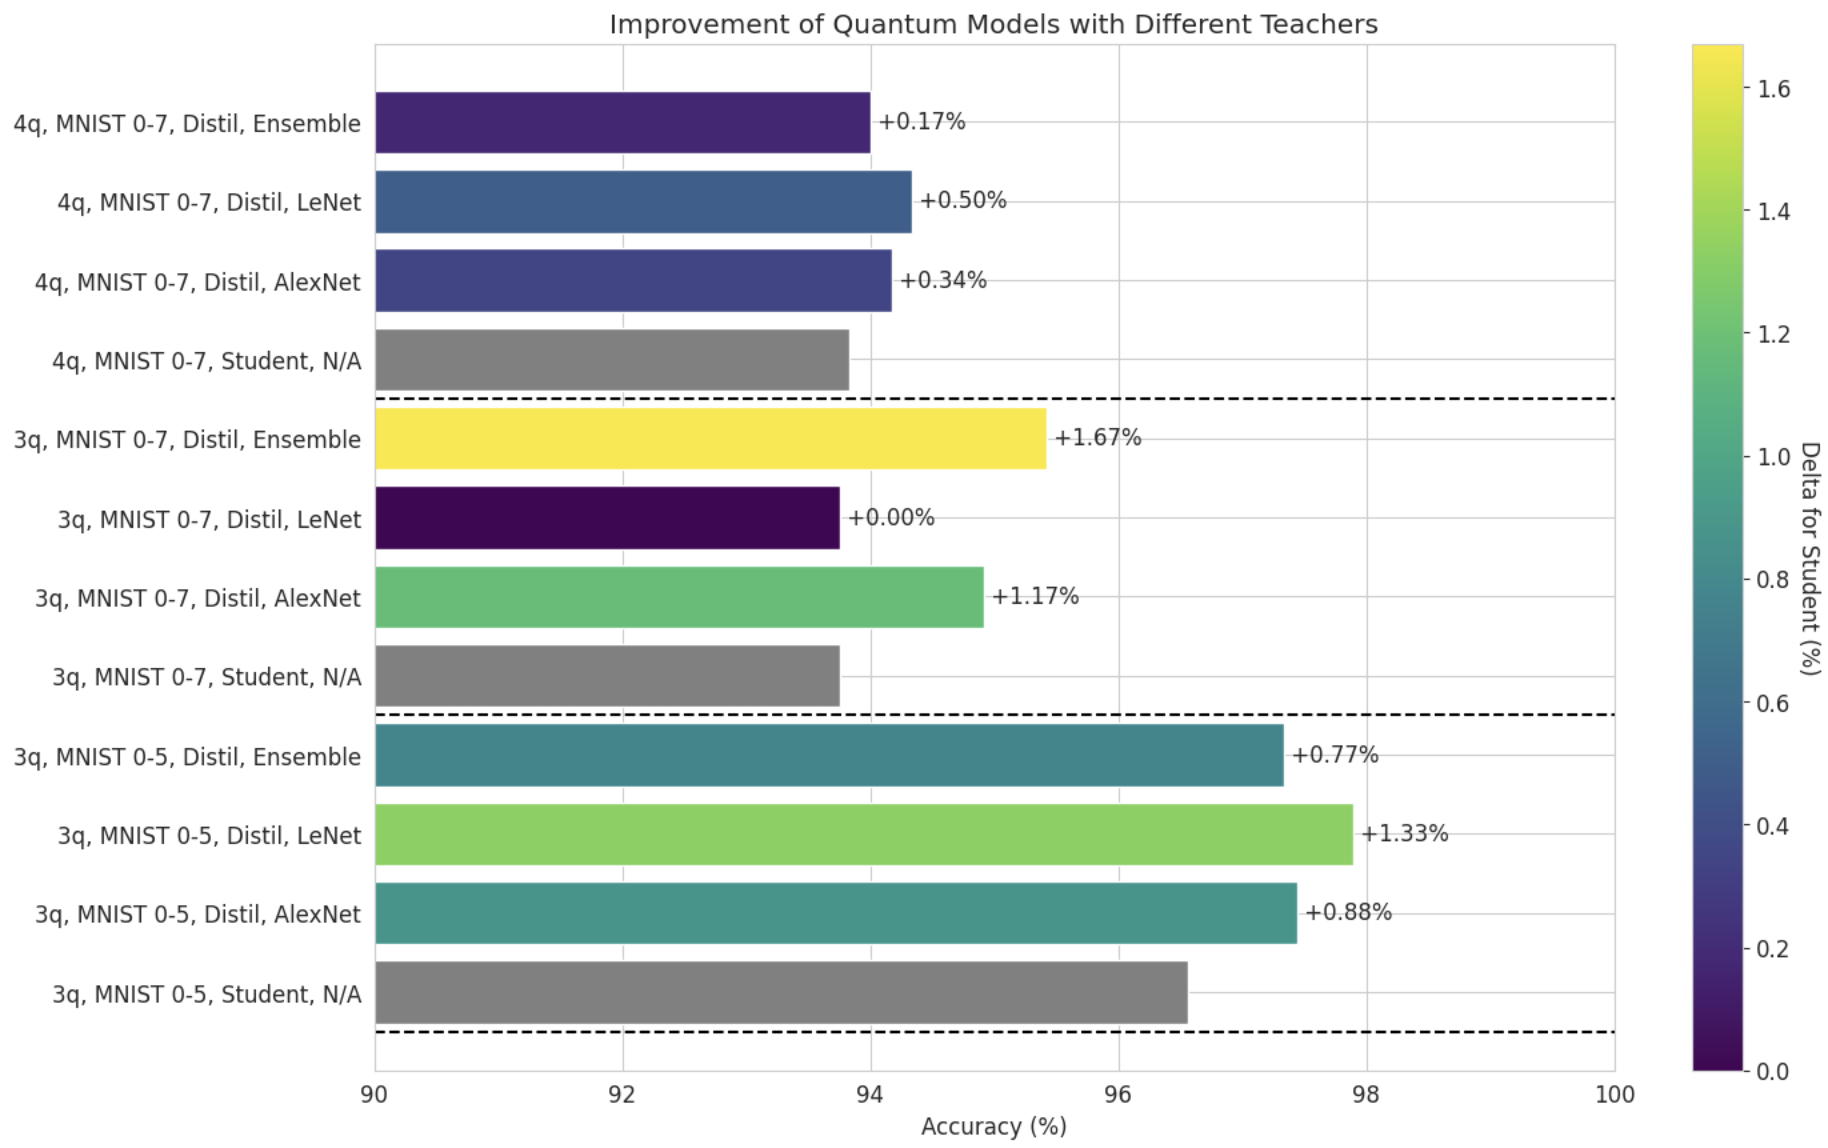 Improvement of Quantum Models with Different Teachers
4q, MNIST 0-7, Distil, Ensemble
+0.17%
4q, MNIST 0-7, Distil, LeNet
+0.50%
4q, MNIST 0-7, Distil, AlexNet
+0.34%
4q, MNIST 0-7, Student, N/A
3q, MNIST 0-7, Distil, Ensemble
+1.67%
3q, MNIST 0-7, Distil, LeNet
+0.00%
3q, MNIST 0-7, Distil, AlexNet
+1.17%
3q, MNIST 0-7, Student, N/A
3q, MNIST 0-5, Distil, Ensemble
+0.77%
3q, MNIST 0-5, Distil, LeNet
+1.33%
3q, MNIST 0-5, Distil, AlexNet
+0.88%
3q, MNIST 0-5, Student, N/A
90
92
94
96
98
100
Accuracy (%)
1.6
1.4
1.2
1.0
0.8
0.6
0.4
0.2
0.0
Delta for Student (%)